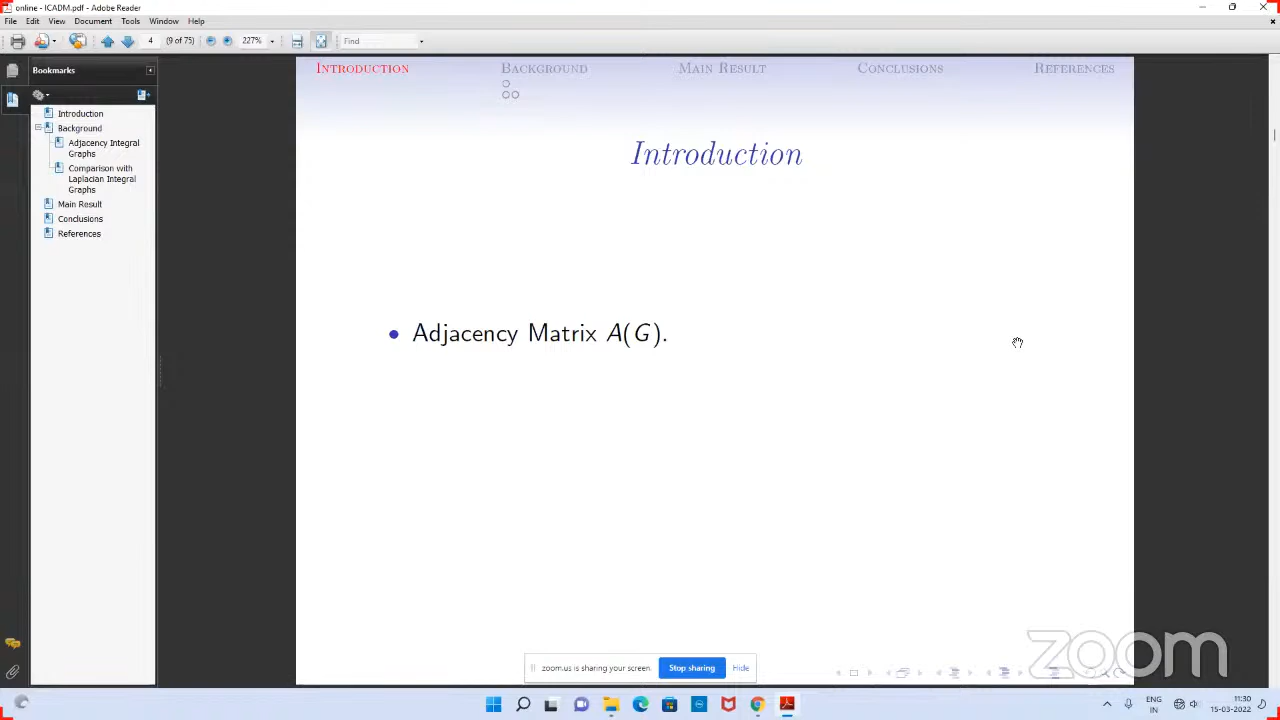 online - ICADM.pdf - Adobe Reader
File Edit View Document Tools Window Help
4 (9 of 75) 227% Find
Bookmarks
Introduction
Background
Adjacency Integral
Graphs
Comparison with
Laplacian Integral
Graphs
Main Result
Conclusions
References
INTRODUCTION BACKGROUND MAIN RESULT CONCLUSIONS REFERENCES
Introduction
• Adjacency Matrix A(G).
zoom
zoom.us is sharing your screen. Stop sharing Hide
ENG
IN
11:30
15-03-2022